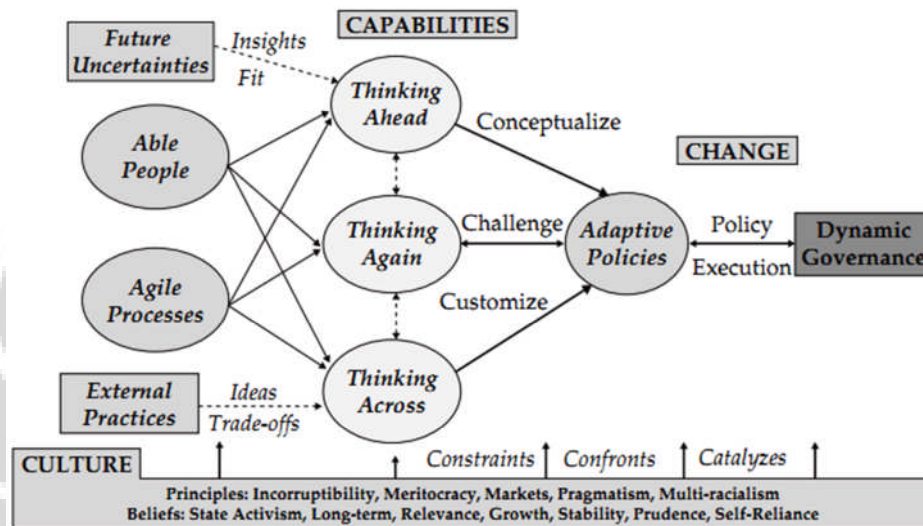 CAPABILITIES
Future
Uncertainties
Insights
Fit
Thinking
Ahead
Conceptualize
Able
People
CHANGE
Thinking
Again
Challenge
Adaptive
Policies
Policy
Execution
Dynamic
Governance
Agile
Processes
Customize
External
Practices
Ideas
Trade-offs
Thinking
Across
CULTURE
Constraints
Confronts
Catalyzes
Principles: Incorruptibility, Meritocracy, Markets, Pragmatism, Multi-racialism
Beliefs: State Activism, Long-term, Relevance, Growth, Stability, Prudence, Self-Reliance